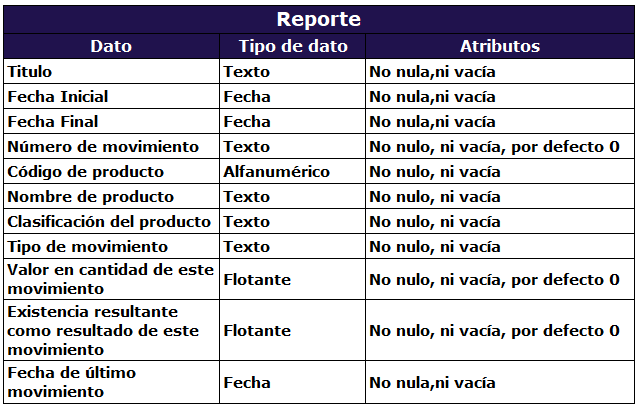 Reporte
Dato Tipo de dato Atributos
Titulo Texto No nula,ni vacía
Fecha Inicial Fecha No nula,ni vacía
Fecha Final Fecha No nula,ni vacía
Número de movimiento Texto No nulo, ni vacía, por defecto 0
Código de producto Alfanumérico No nulo, ni vacía
Nombre de producto Texto No nulo, ni vacía
Clasificación del producto Texto No nulo, ni vacía
Tipo de movimiento Texto No nulo, ni vacía
Valor en cantidad de este
movimiento Flotante No nulo, ni vacía, por defecto 0
Existencia resultante
como resultado de este
movimiento Flotante No nulo, ni vacía, por defecto 0
Fecha de último
movimiento Fecha No nula,ni vacía